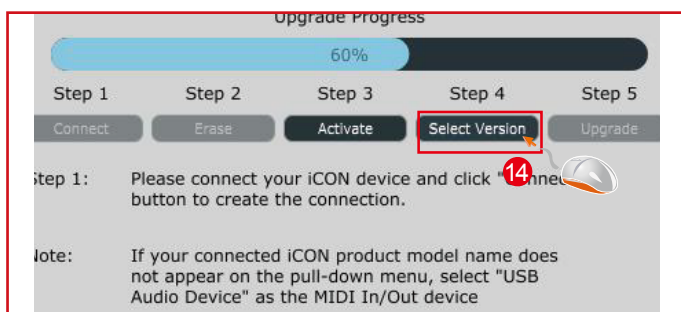 Upgrade Progress
60%
Step 1 Step 2 Step 3 Step 4 Step 5
Connect Erase Activate Select Version Upgrade
Step 1: Please connect your iCON device and click "
14
button to create the connection.
Note: If your connected iCON product model name does
not appear on the pull-down menu, select "USB
Audio Device" as the MIDI In/Out device